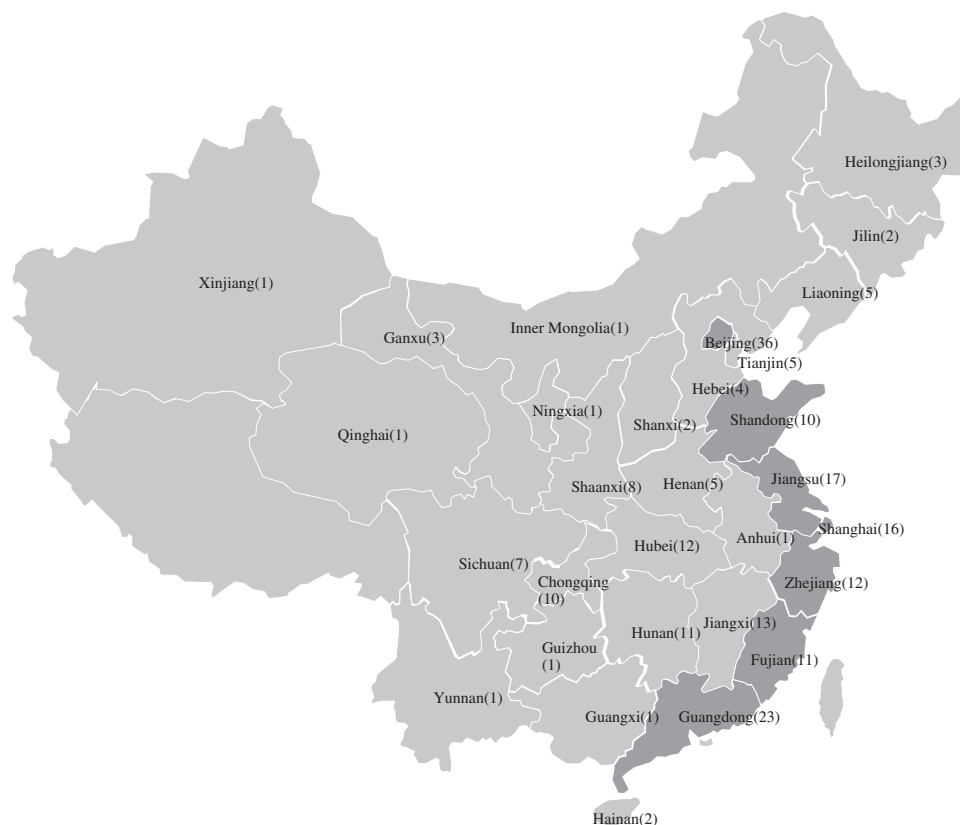 Heilongjiang(3)
Jilin(2)
Xinjiang(1)
Liaoning(5)
Inner Mongolia(1)
Ganxu(3)
Beijing(36)
Tianjin(5)
Hebei(4)
Ningxia(1)
Shandong(10)
Shanxi(2)
Qinghai(1)
Jiangsu(17)
Shaanxi(8)
Henan(5)
Shanghai(16)
Anhui(1)
Hubei(12)
Sichuan(7)
Chongqing
(10)
Zhejiang(12)
Jiangxi(13)
Hunan(11)
Guizhou
(1)
Fujian(11)
Yunnan(1)
Guangxi(1)
Guangdong(23)
Hainan(2)